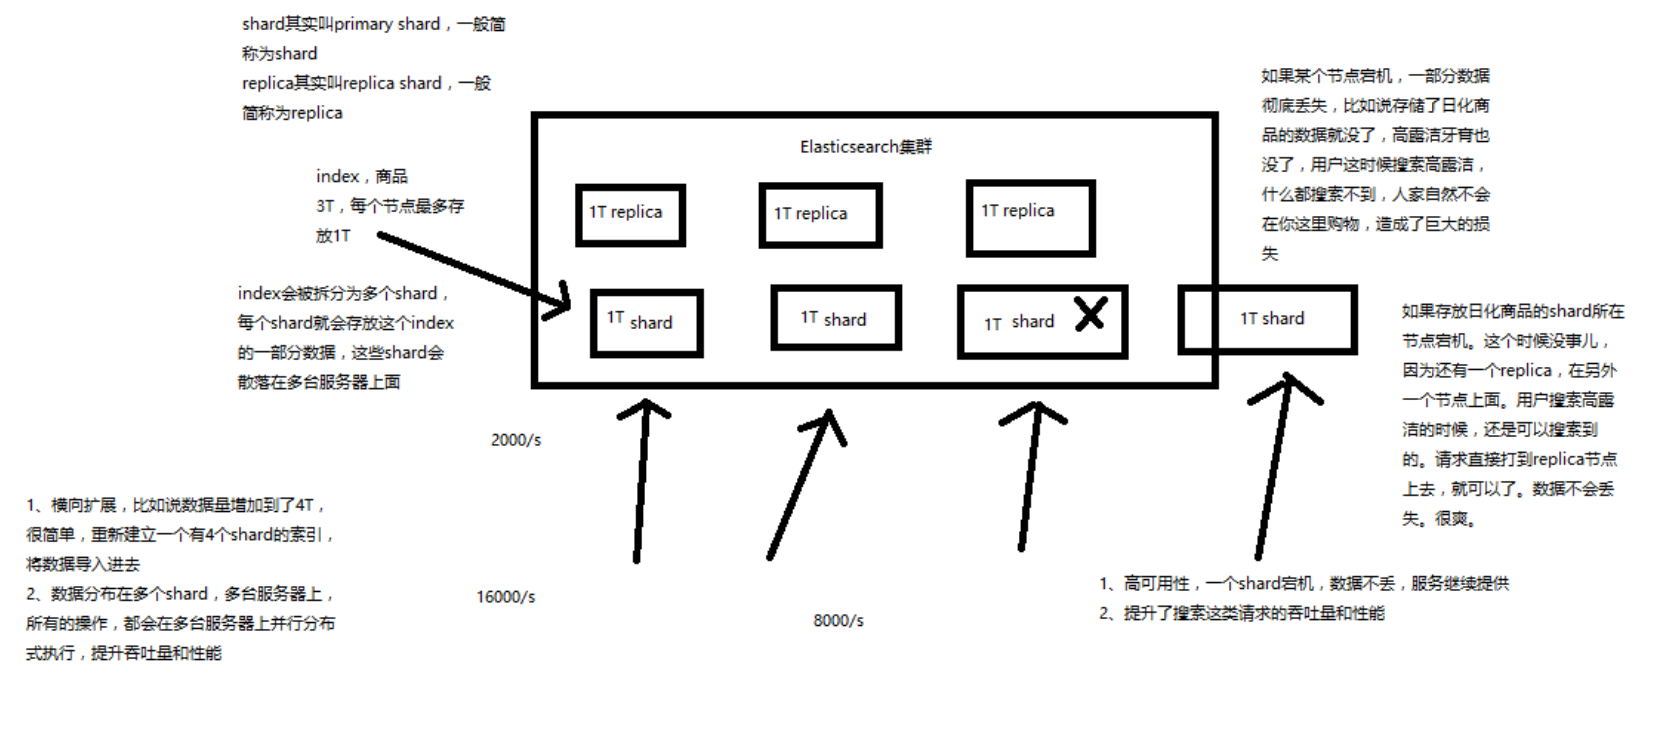 shard其实叫primary shard，一般简
称为shard
replica其实叫replica shard，一般
简称为replica
index，商品
3T，每个节点最多存
放1T
index会被拆分为多个shard，
每个shard就会存放这个index
的一部分数据，这些shard会
散落在多台服务器上面
Elasticsearch集群
1T replica
1T replica
1T replica
1T shard
1T shard
1T shard
1T shard
如果某个节点宕机，一部分数据
彻底丢失，比如说存储了日化商
品的数据就没了，高露洁牙膏也
没了，用户这时候搜索高露洁，
什么都搜索不到，人家自然不会
在你这里购物，造成了巨大的损
失
如果存放日化商品的shard所在
节点宕机。这个时候没事儿，
因为还有一个replica，在另外
一个节点上面。用户搜索高露
洁的时候，还是可以搜索到
的。请求直接打到replica节点
上去，就可以了。数据不会丢
失。很爽。
2000/s
1、横向扩展，比如说数据量增加到了4T，
很简单，重新建立一个有4个shard的索引，
将数据导入进去
2、数据分布在多个shard，多台服务器上，
所有的操作，都会在多台服务器上并行分布
式执行，提升吞吐量和性能
16000/s
8000/s
1、高可用性，一个shard宕机，数据不丢，服务继续提供
2、提升了搜索这类请求的吞吐量和性能